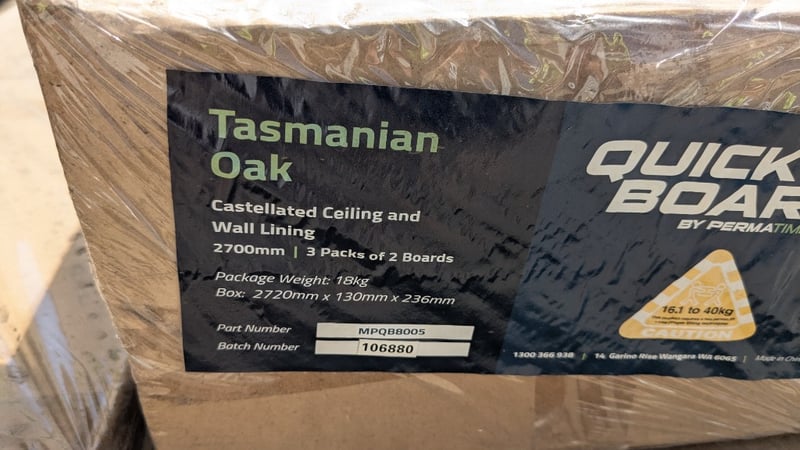 Tasmanian
Oak
Castellated Ceiling and
Wall Lining
2700mm | 3 Packs of 2 Boards
Package Weight: 18kg
Box: 2720mm x 130mm x 236mm
Part Number MPQB8005
Batch Number 106880
QUICK
BOAR
BY PERMATIM
16.1 to 40kg
CAUTION
1300 366 938 | 14 Garino Rise Wangara WA 6065 | Made in Chi